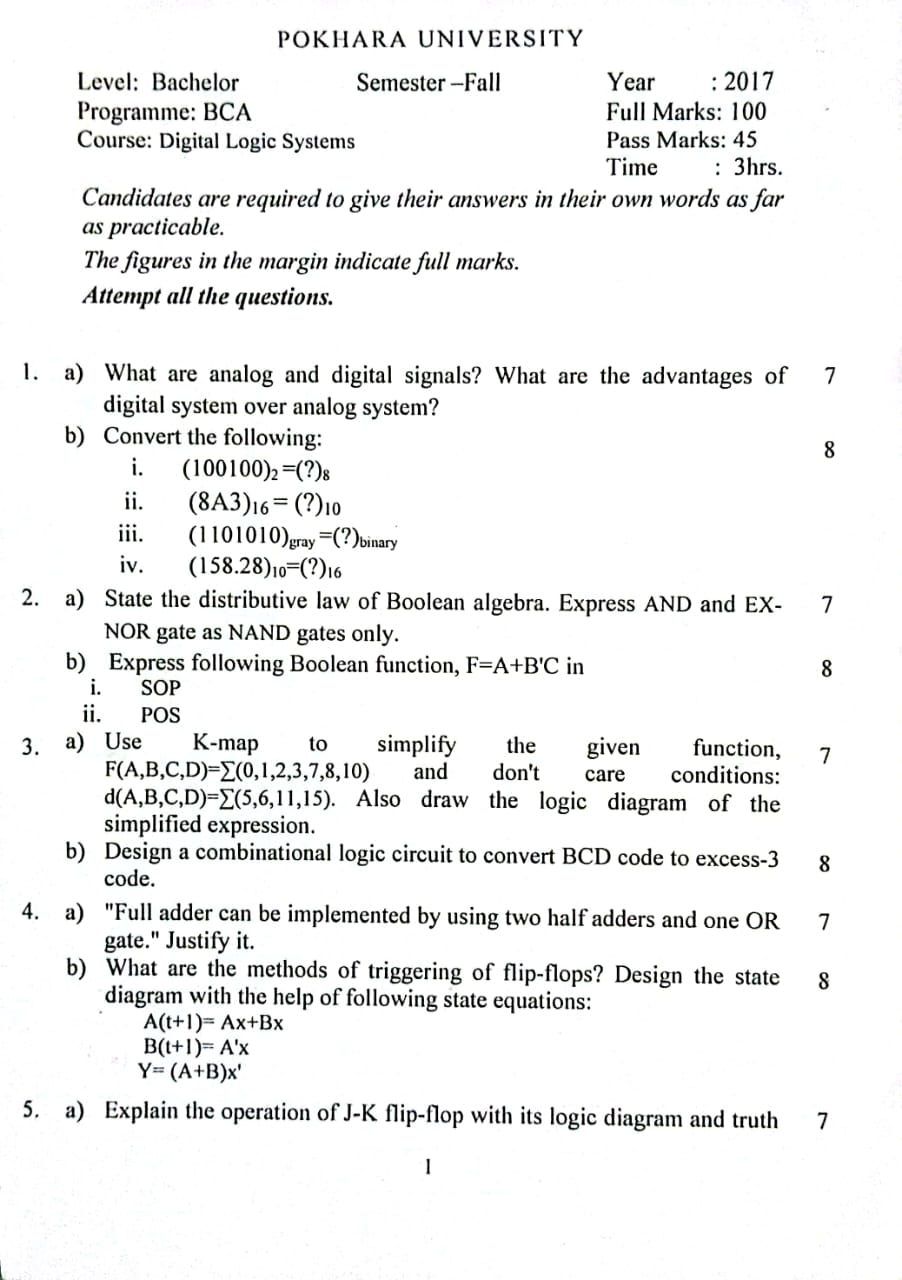 POKHARA UNIVERSITY
Level: Bachelor Semester –Fall Year : 2017
Programme: BCA Full Marks: 100
Course: Digital Logic Systems Pass Marks: 45
Time : 3hrs.
Candidates are required to give their answers in their own words as far
as practicable.
The figures in the margin indicate full marks.
Attempt all the questions.
1. a) What are analog and digital signals? What are the advantages of 7
digital system over analog system?
b) Convert the following: 8
i. (100100)₂=(?)₈
ii. (8A3)₁₆= (?)₁₀
iii. (1101010)gray=(?)binary
iv. (158.28)₁₀=(?)₁₆
2. a) State the distributive law of Boolean algebra. Express AND and EX- 7
NOR gate as NAND gates only.
b) Express following Boolean function, F=A+B'C in 8
i. SOP
ii. POS
3. a) Use K-map to simplify the given function, 7
F(A,B,C,D)=∑(0,1,2,3,7,8,10) and don't care conditions:
d(A,B,C,D)=∑(5,6,11,15). Also draw the logic diagram of the
simplified expression.
b) Design a combinational logic circuit to convert BCD code to excess-3 8
code.
4. a) "Full adder can be implemented by using two half adders and one OR 7
gate." Justify it.
b) What are the methods of triggering of flip-flops? Design the state 8
diagram with the help of following state equations:
A(t+1)= Ax+Bx
B(t+1)= A'x
Y= (A+B)x'
5. a) Explain the operation of J-K flip-flop with its logic diagram and truth 7
1